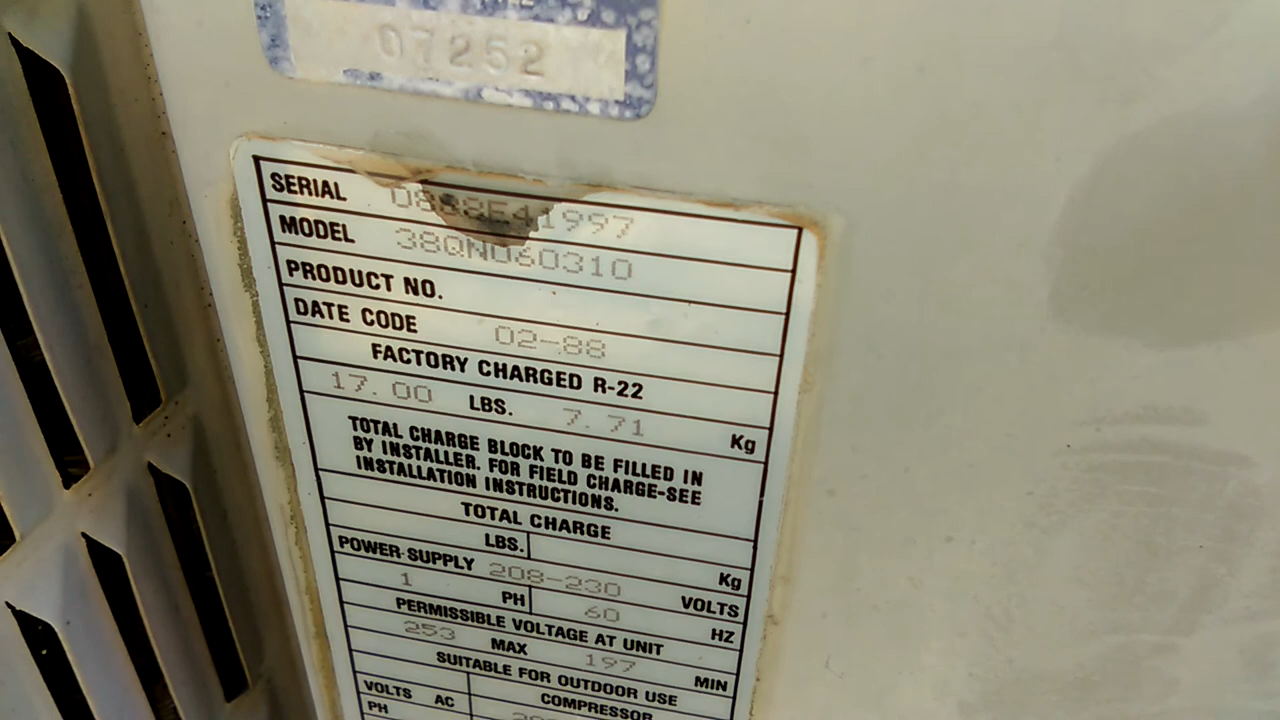 07252
SERIAL 0888E41997
MODEL 38QN060310
PRODUCT NO.
DATE CODE 02-88
FACTORY CHARGED R-22
17.00 LBS. 7.71 Kg
TOTAL CHARGE BLOCK TO BE FILLED IN
BY INSTALLER. FOR FIELD CHARGE-SEE
INSTALLATION INSTRUCTIONS.
TOTAL CHARGE
LBS. Kg
POWER SUPPLY 208-230 VOLTS
1 PH 60 HZ
PERMISSIBLE VOLTAGE AT UNIT
253 MAX 197 MIN
SUITABLE FOR OUTDOOR USE
VOLTS AC COMPRESSOR
PH